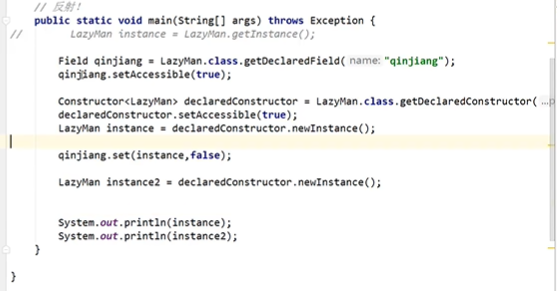 // 反射!
public static void main(String[] args) throws Exception {
// LazyMan instance = LazyMan.getInstance();
Field qinjiang = LazyMan.class.getDeclaredField( name: "qinjiang");
qinjiang.setAccessible(true);
Constructor<LazyMan> declaredConstructor = LazyMan.class.getDeclaredConstructor( ...p
declaredConstructor.setAccessible(true);
LazyMan instance = declaredConstructor.newInstance();
qinjiang.set(instance,false);
LazyMan instance2 = declaredConstructor.newInstance();
System.out.println(instance);
System.out.println(instance2);
}
}